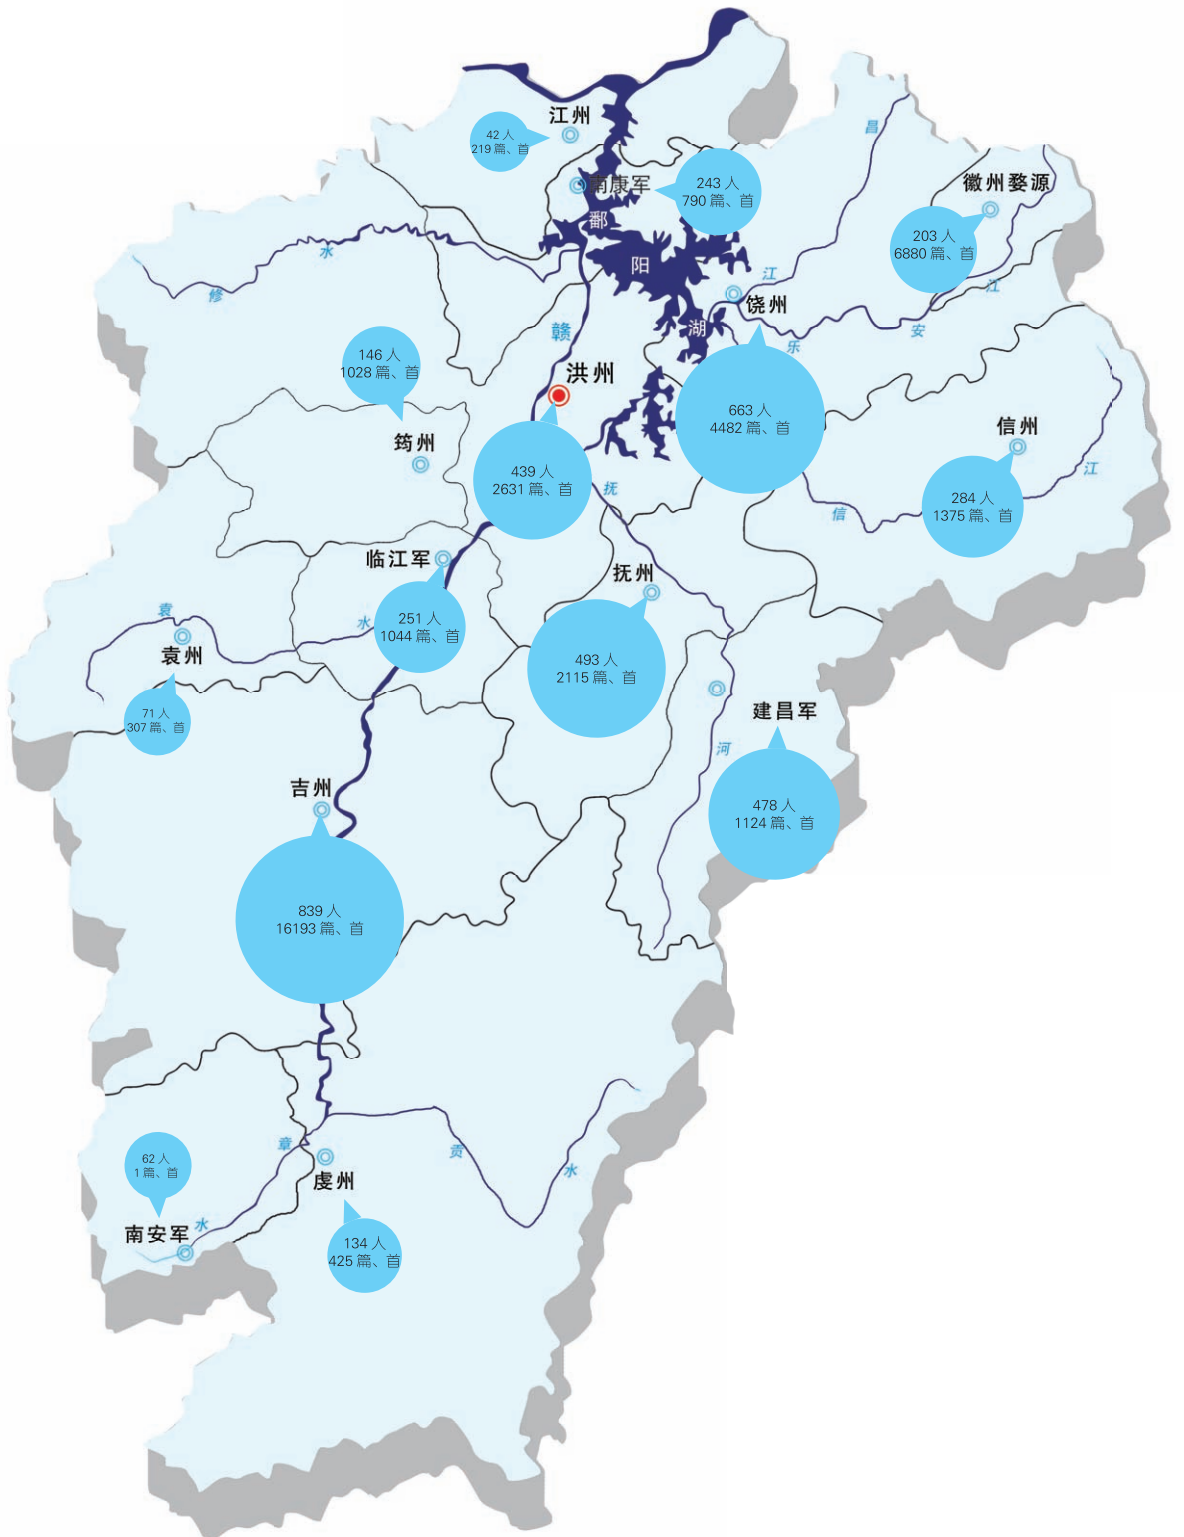 江州
42 人
219 篇、首
南康军
243 人
790 篇、首
昌
江
徽州婺源
203 人
6880 篇、首
鄱
阳
湖
修
水
饶州
663 人
4482 篇、首
乐
安
江
赣
洪州
439 人
2631 篇、首
146 人
1028 篇、首
筠州
信州
284 人
1375 篇、首
信
江
抚
河
临江军
251 人
1044 篇、首
抚州
493 人
2115 篇、首
袁
水
袁州
71 人
307 篇、首
建昌军
478 人
1124 篇、首
吉州
839 人
16193 篇、首
章
水
贡
水
虔州
134 人
425 篇、首
62 人
1 篇、首
南安军